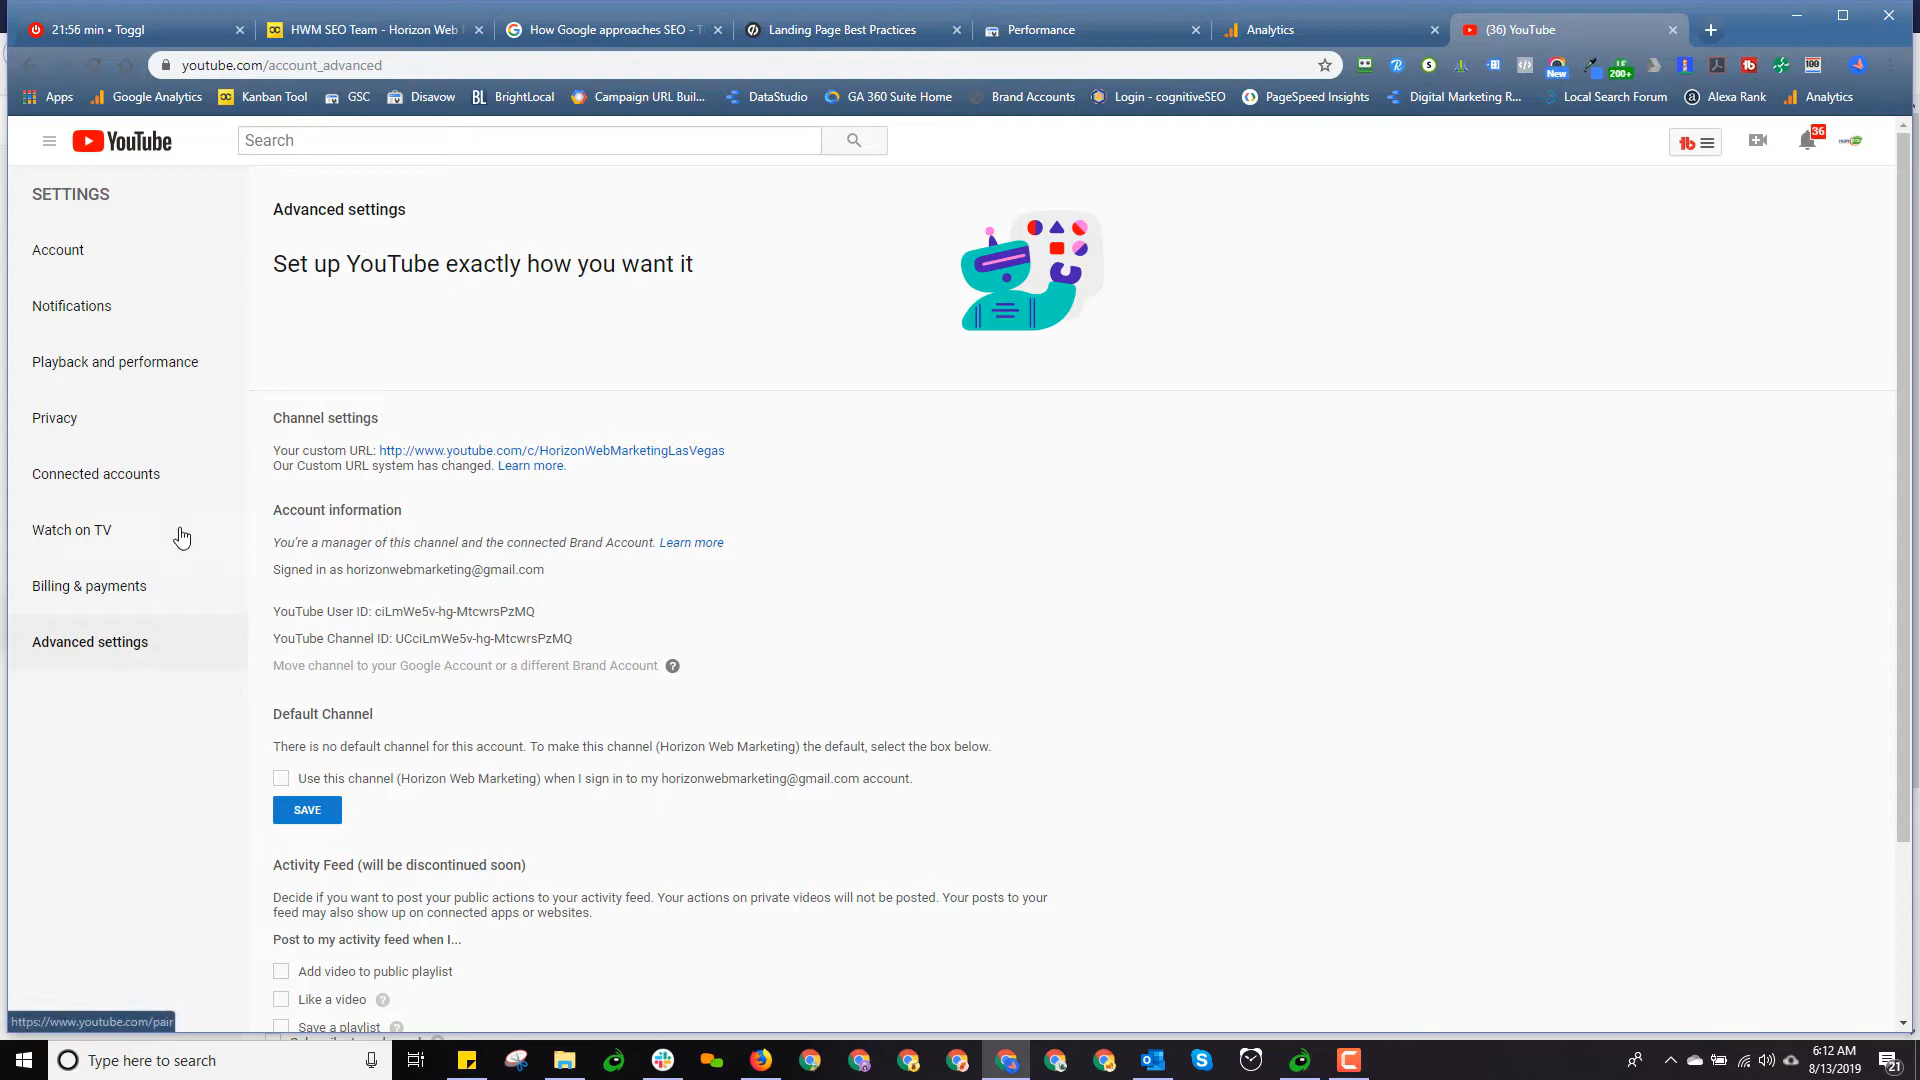 21:56 min • Toggl
HWM SEO Team - Horizon Web
How Google approaches SEO - T
Landing Page Best Practices
Performance
Analytics
(36) YouTube
youtube.com/account_advanced
New
200+
100
Apps
Google Analytics
Kanban Tool
GSC
Disavow
BrightLocal
Campaign URL Buil...
DataStudio
GA 360 Suite Home
Brand Accounts
Login - cognitiveSEO
PageSpeed Insights
Digital Marketing R...
Local Search Forum
Alexa Rank
Analytics
YouTube
Search
36
SETTINGS
Account
Notifications
Playback and performance
Privacy
Connected accounts
Watch on TV
Billing & payments
Advanced settings
Advanced settings
Set up YouTube exactly how you want it
Channel settings
Your custom URL: http://www.youtube.com/c/HorizonWebMarketingLasVegas
Our Custom URL system has changed. Learn more.
Account information
You're a manager of this channel and the connected Brand Account. Learn more
Signed in as horizonwebmarketing@gmail.com
YouTube User ID: ciLmWe5v-hg-MtcwrsPzMQ
YouTube Channel ID: UCciLmWe5v-hg-MtcwrsPzMQ
Move channel to your Google Account or a different Brand Account ?
Default Channel
There is no default channel for this account. To make this channel (Horizon Web Marketing) the default, select the box below.
Use this channel (Horizon Web Marketing) when I sign in to my horizonwebmarketing@gmail.com account.
SAVE
Activity Feed (will be discontinued soon)
Decide if you want to post your public actions to your activity feed. Your actions on private videos will not be posted. Your posts to your
feed may also show up on connected apps or websites.
Post to my activity feed when I...
Add video to public playlist
Like a video ?
Save a playlist ?
https://www.youtube.com/pair
Type here to search
6:12 AM
8/13/2019
21